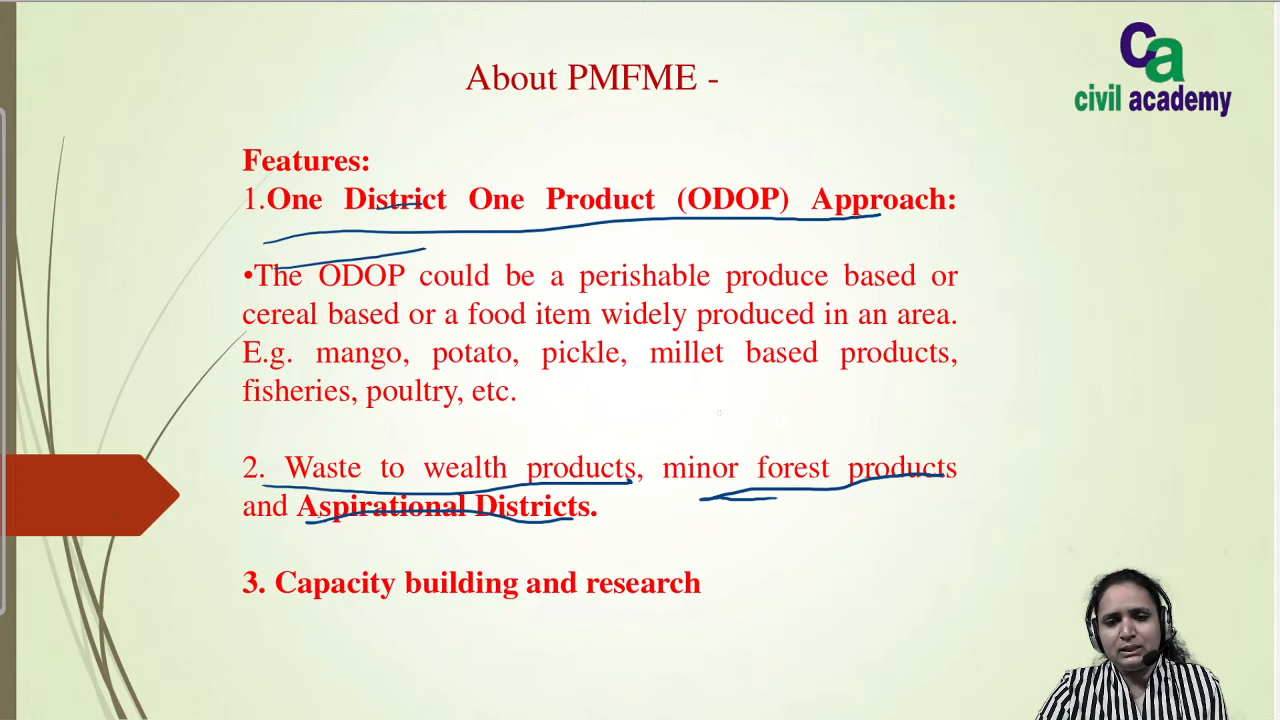 ca
civil academy
About PMFME -
Features:
1.One District One Product (ODOP) Approach:
•The ODOP could be a perishable produce based or
cereal based or a food item widely produced in an area.
E.g. mango, potato, pickle, millet based products,
fisheries, poultry, etc.
2. Waste to wealth products, minor forest products
and Aspirational Districts.
3. Capacity building and research